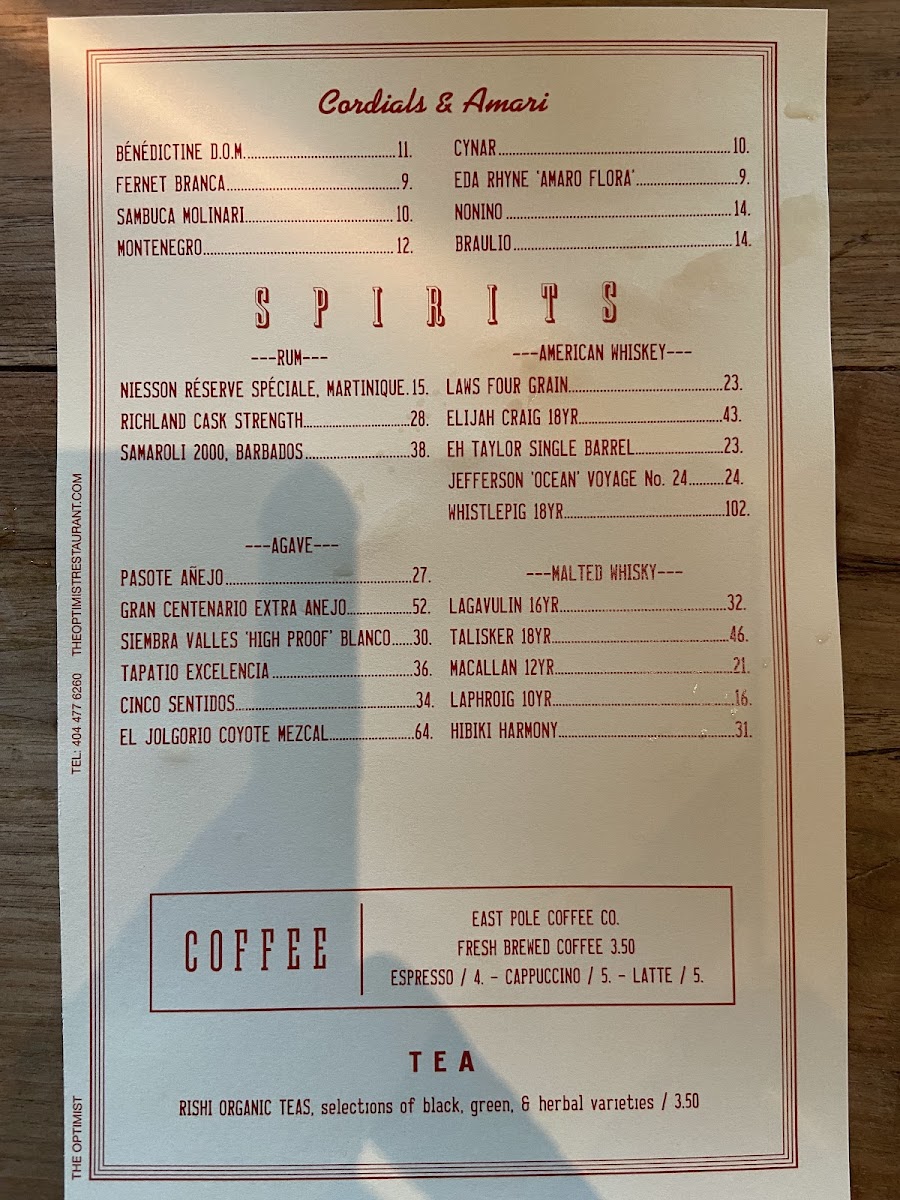 Cordials & Amari
BÉNÉDICTINE D.O.M. 11.
FERNET BRANCA 9.
SAMBUCA MOLINARI 10.
MONTENEGRO 12.
CYNAR 10.
EDA RHYNE 'AMARO FLORA' 9.
NONINO 14.
BRAULIO 14.
SPIRITS
---RUM---
NIESSON RÉSERVE SPÉCIALE, MARTINIQUE. 15.
RICHLAND CASK STRENGTH 28.
SAMAROLI 2000, BARBADOS 38.
---AGAVE---
PASOTE AÑEJO 27.
GRAN CENTENARIO EXTRA ANEJO 52.
SIEMBRA VALLES 'HIGH PROOF' BLANCO 30.
TAPATIO EXCELENCIA 36.
CINCO SENTIDOS 34.
EL JOLGORIO COYOTE MEZCAL 64.
---AMERICAN WHISKEY---
LAWS FOUR GRAIN 23.
ELIJAH CRAIG 18YR 43.
EH TAYLOR SINGLE BARREL 23.
JEFFERSON 'OCEAN' VOYAGE No. 24 24.
WHISTLEPIG 18YR 102.
---MALTED WHISKY---
LAGAVULIN 16YR 32.
TALISKER 18YR 46.
MACALLAN 12YR 21.
LAPHROIG 10YR 16.
HIBIKI HARMONY 31.
COFFEE
EAST POLE COFFEE CO.
FRESH BREWED COFFEE 3.50
ESPRESSO / 4. - CAPPUCCINO / 5. - LATTE / 5.
TEA
RISHI ORGANIC TEAS, selections of black, green, & herbal varieties / 3.50
THE OPTIMIST TEL: 404 477 6260 THEOPTIMISTRESTAURANT.COM